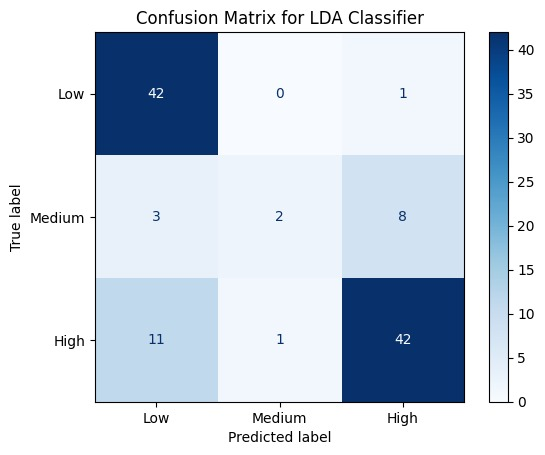 Confusion Matrix for LDA Classifier
True label
Low 42 0 1
Medium 3 2 8
High 11 1 42
Low Medium High
Predicted label
40
35
30
25
20
15
10
5
0